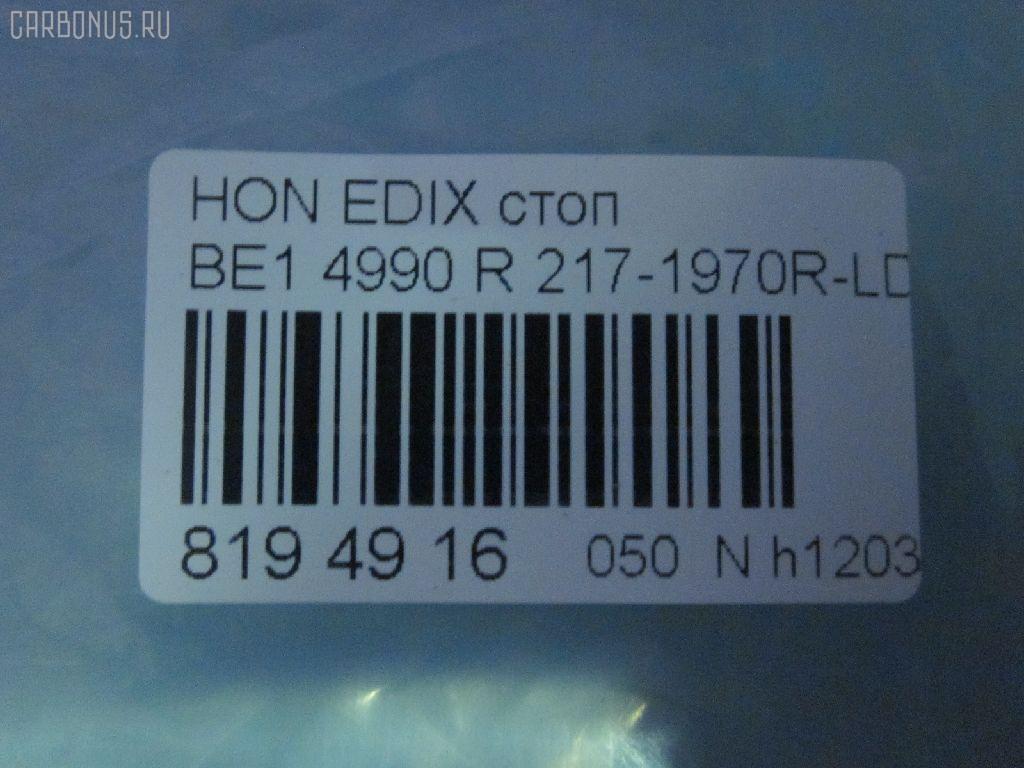 CARBONUS.RU
HON EDIX стоп
BE1 4990 R 217-1970R-LD
819 49 16 050 N h1203